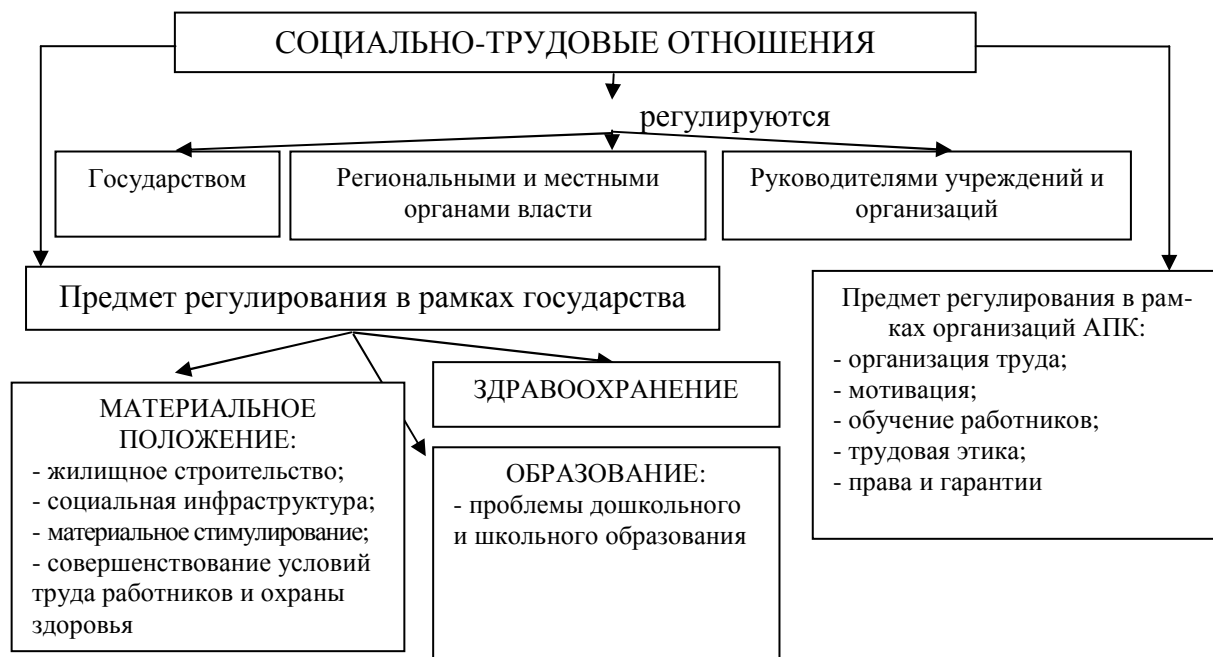 СОЦИАЛЬНО-ТРУДОВЫЕ ОТНОШЕНИЯ
регулируются
Государством
Региональными и местными
органами власти
Руководителями учреждений и
организаций
Предмет регулирования в рамках государства
Предмет регулирования в рам-
ках организаций АПК:
- организация труда;
- мотивация;
- обучение работников;
- трудовая этика;
- права и гарантии
МАТЕРИАЛЬНОЕ
ПОЛОЖЕНИЕ:
- жилищное строительство;
- социальная инфраструктура;
- материальное стимулирование;
- совершенствование условий
труда работников и охраны
здоровья
ЗДРАВООХРАНЕНИЕ
ОБРАЗОВАНИЕ:
- проблемы дошкольного
и школьного образования